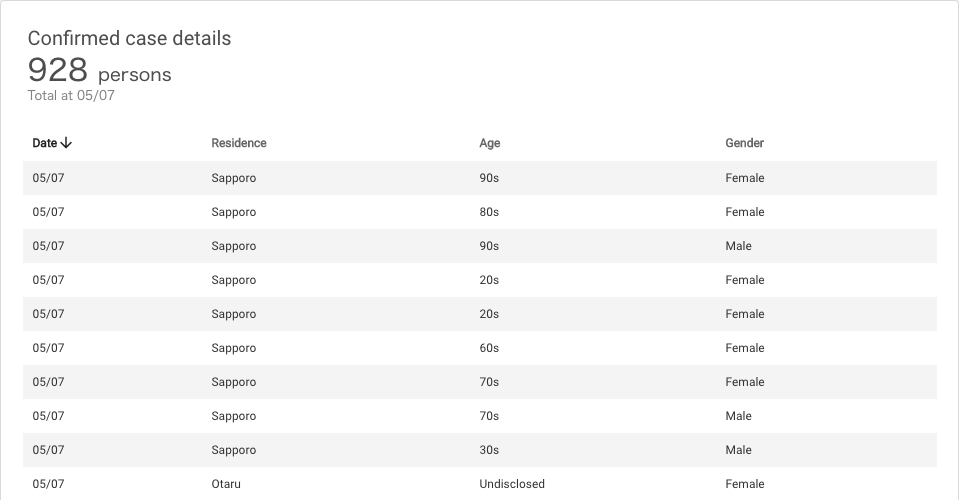 Confirmed case details
928 persons
Total at 05/07
Date Residence Age Gender
05/07 Sapporo 90s Female
05/07 Sapporo 80s Female
05/07 Sapporo 90s Male
05/07 Sapporo 20s Female
05/07 Sapporo 20s Female
05/07 Sapporo 60s Female
05/07 Sapporo 70s Female
05/07 Sapporo 70s Male
05/07 Sapporo 30s Male
05/07 Otaru Undisclosed Female